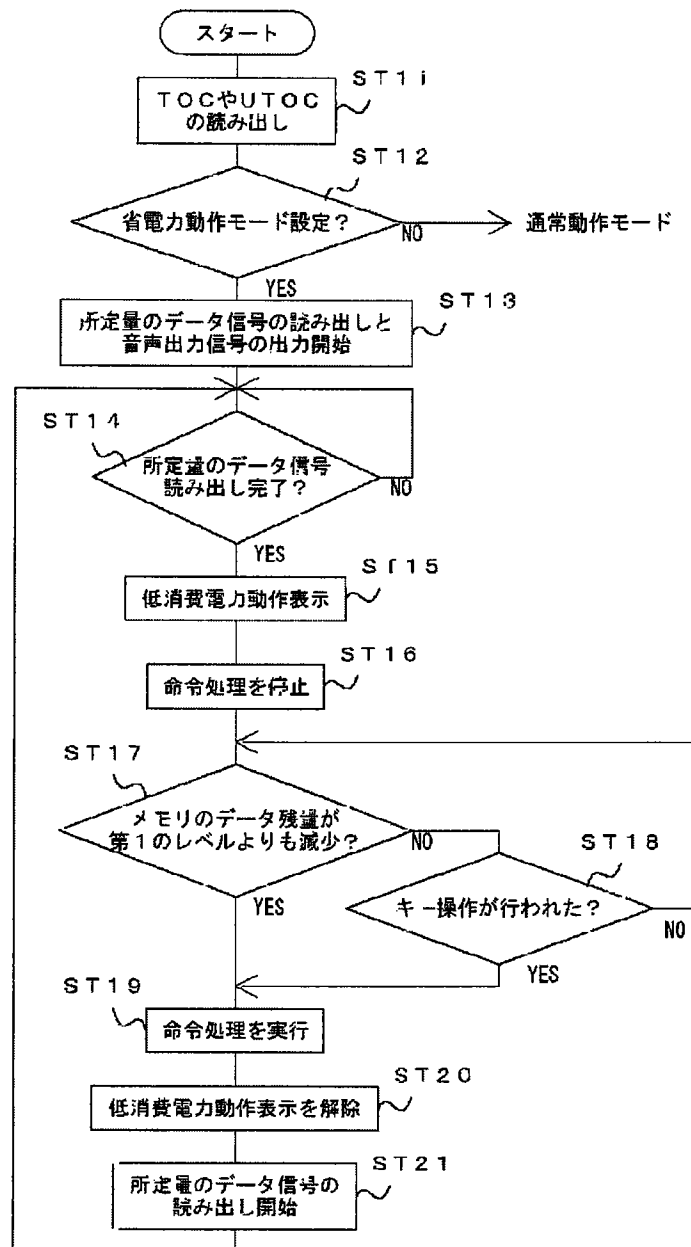 スタート
ST11
TOCやUTOC
の読み出し
ST12
省電力動作モード設定?
NO
通常動作モード
YES
ST13
所定量のデータ信号の読み出しと
音声出力信号の出力開始
ST14
所定量のデータ信号
読み出し完了?
NO
YES
ST15
低消費電力動作表示
ST16
命令処理を停止
ST17
メモリのデータ残量が
第1のレベルよりも減少?
NO
ST18
キー操作が行われた?
NO
YES
YES
ST19
命令処理を実行
ST20
低消費電力動作表示を解除
ST21
所定量のデータ信号の
読み出し開始